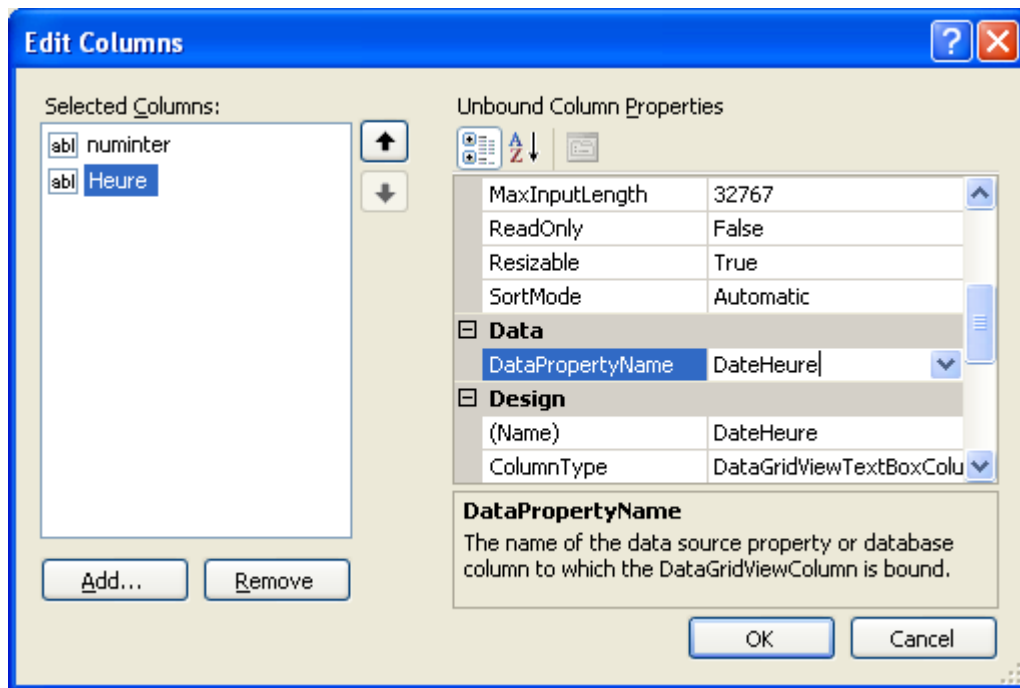 Edit Columns
Selected Columns:
abl numinter
abl Heure
Unbound Column Properties
A
Z
MaxInputLength 32767
ReadOnly False
Resizable True
SortMode Automatic
Data
DataPropertyName DateHeure
Design
(Name) DateHeure
ColumnType DataGridViewTextBoxColu
DataPropertyName
The name of the data source property or database
column to which the DataGridViewColumn is bound.
Add... Remove
OK Cancel